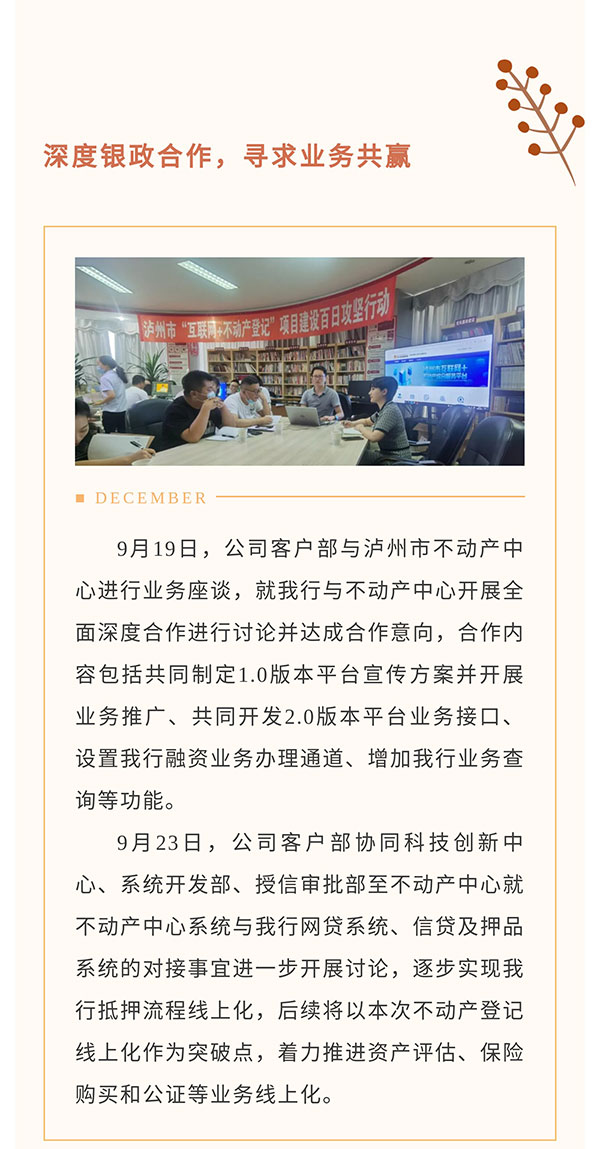 深度银政合作，寻求业务共赢
泸州市“互联网+不动产登记”项目建设百日攻坚行动
泸州市互联网+
DECEMBER
9月19日，公司客户部与泸州市不动产中
心进行业务座谈，就我行与不动产中心开展全
面深度合作进行讨论并达成合作意向，合作内
容包括共同制定1.0版本平台宣传方案并开展
业务推广、共同开发2.0版本平台业务接口、
设置我行融资业务办理通道、增加我行业务查
询等功能。
9月23日，公司客户部协同科技创新中
心、系统开发部、授信审批部至不动产中心就
不动产中心系统与我行网贷系统、信贷及押品
系统的对接事宜进一步开展讨论，逐步实现我
行抵押流程线上化，后续将以本次不动产登记
线上化作为突破点，着力推进资产评估、保险
购买和公证等业务线上化。